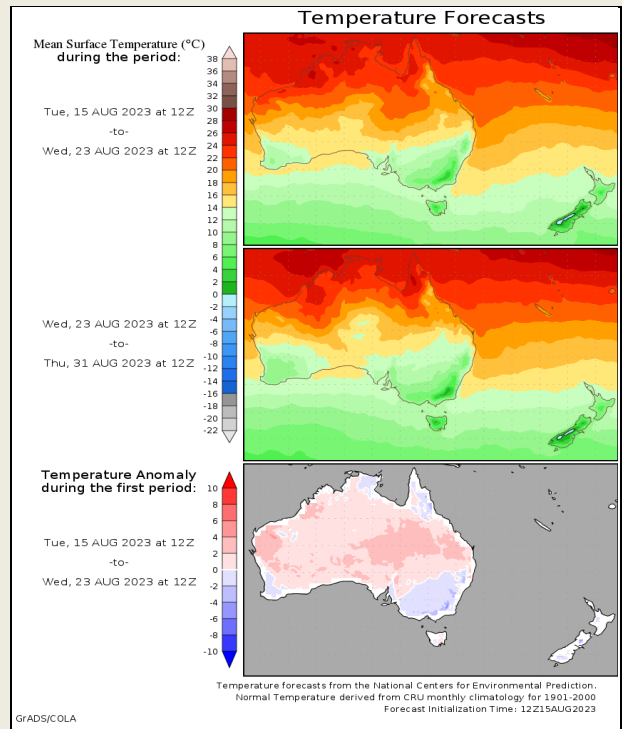 Temperature Forecasts
Mean Surface Temperature (°C)
during the period:
38
36
34
32
30
28
26
24
22
20
18
16
14
12
10
8
6
4
2
0
-2
-4
-6
-8
-10
-12
-14
-16
-18
-20
-22
Tue, 15 AUG 2023 at 12Z
-to-
Wed, 23 AUG 2023 at 12Z
Wed, 23 AUG 2023 at 12Z
-to-
Thu, 31 AUG 2023 at 12Z
Temperature Anomaly
during the first period:
10
8
6
4
2
0
-2
-4
-6
-8
-10
Tue, 15 AUG 2023 at 12Z
-to-
Wed, 23 AUG 2023 at 12Z
Temperature forecasts from the National Centers for Environmental Prediction.
Normal Temperature derived from CRU monthly climatology for 1901-2000
Forecast Initialization Time: 12Z15AUG2023
GrADS/COLA